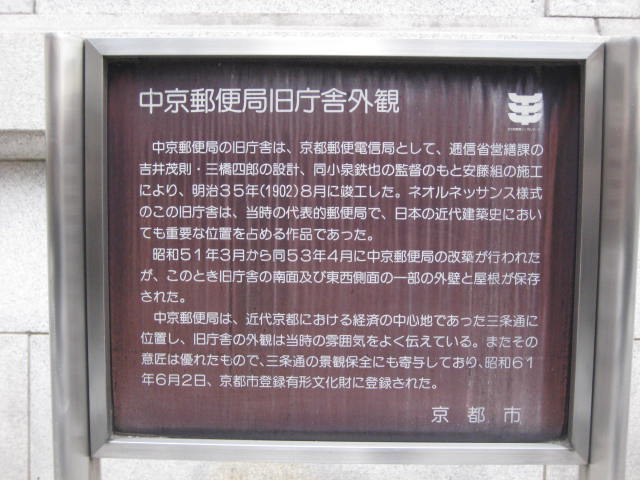 中京郵便局旧庁舎外観
中京郵便局の旧庁舎は、京都郵便電信局として、逓信省営繕課の
吉井茂則・三橋四郎の設計、同小泉鉄也の監督のもと安藤組の施工
により、明治35年(1902)8月に竣工した。ネオルネッサンス様式
のこの旧庁舎は、当時の代表的郵便局で、日本の近代建築史におい
ても重要な位置を占める作品であった。
昭和51年3月から同53年4月に中京郵便局の改築が行われた
が、このとき旧庁舎の南面及び東西側面の一部の外壁と屋根が保存
された。
中京郵便局は、近代京都における経済の中心地であった三条通に
位置し、旧庁舎の外観は当時の雰囲気をよく伝えている。またその
意匠は優れたもので、三条通の景観保全にも寄与しており、昭和61
年6月2日、京都市登録有形文化財に登録された。
京都市